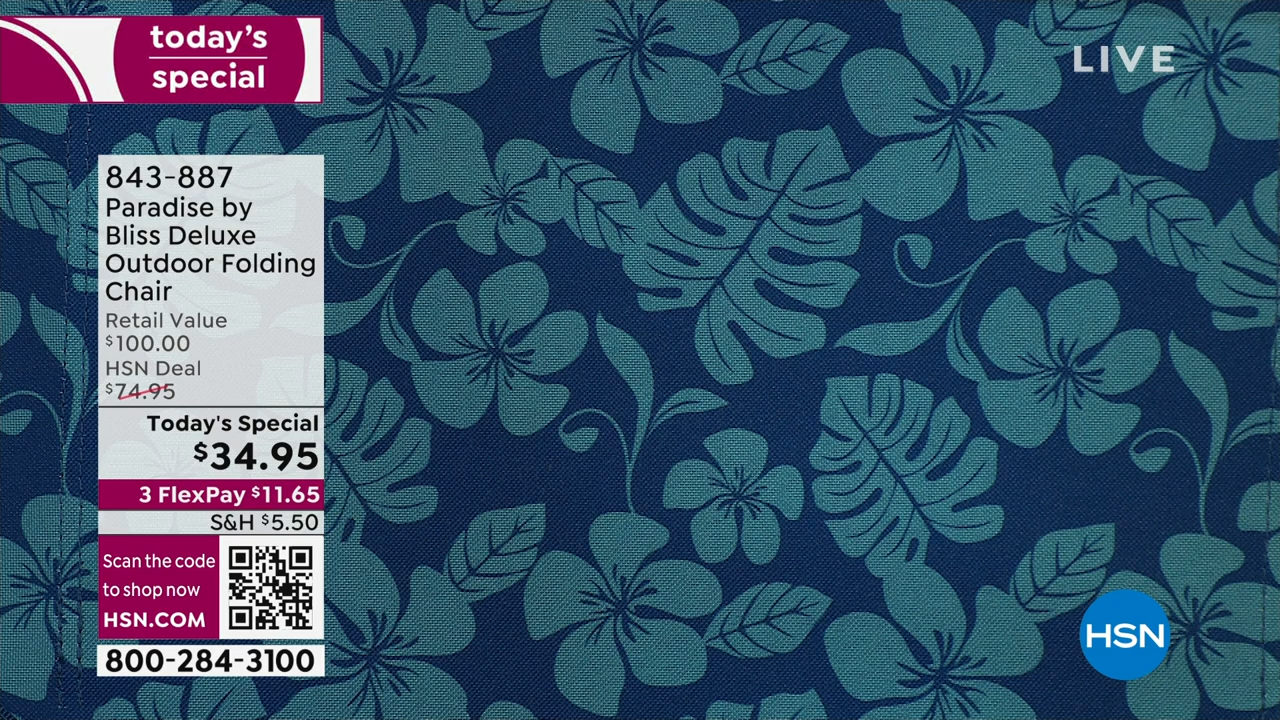 today's
special
LIVE
843-887
Paradise by
Bliss Deluxe
Outdoor Folding
Chair
Retail Value
$100.00
HSN Deal
$74.95
Today's Special
$34.95
3 FlexPay $11.65
S&H $5.50
Scan the code
to shop now
HSN.COM
800-284-3100
HSN